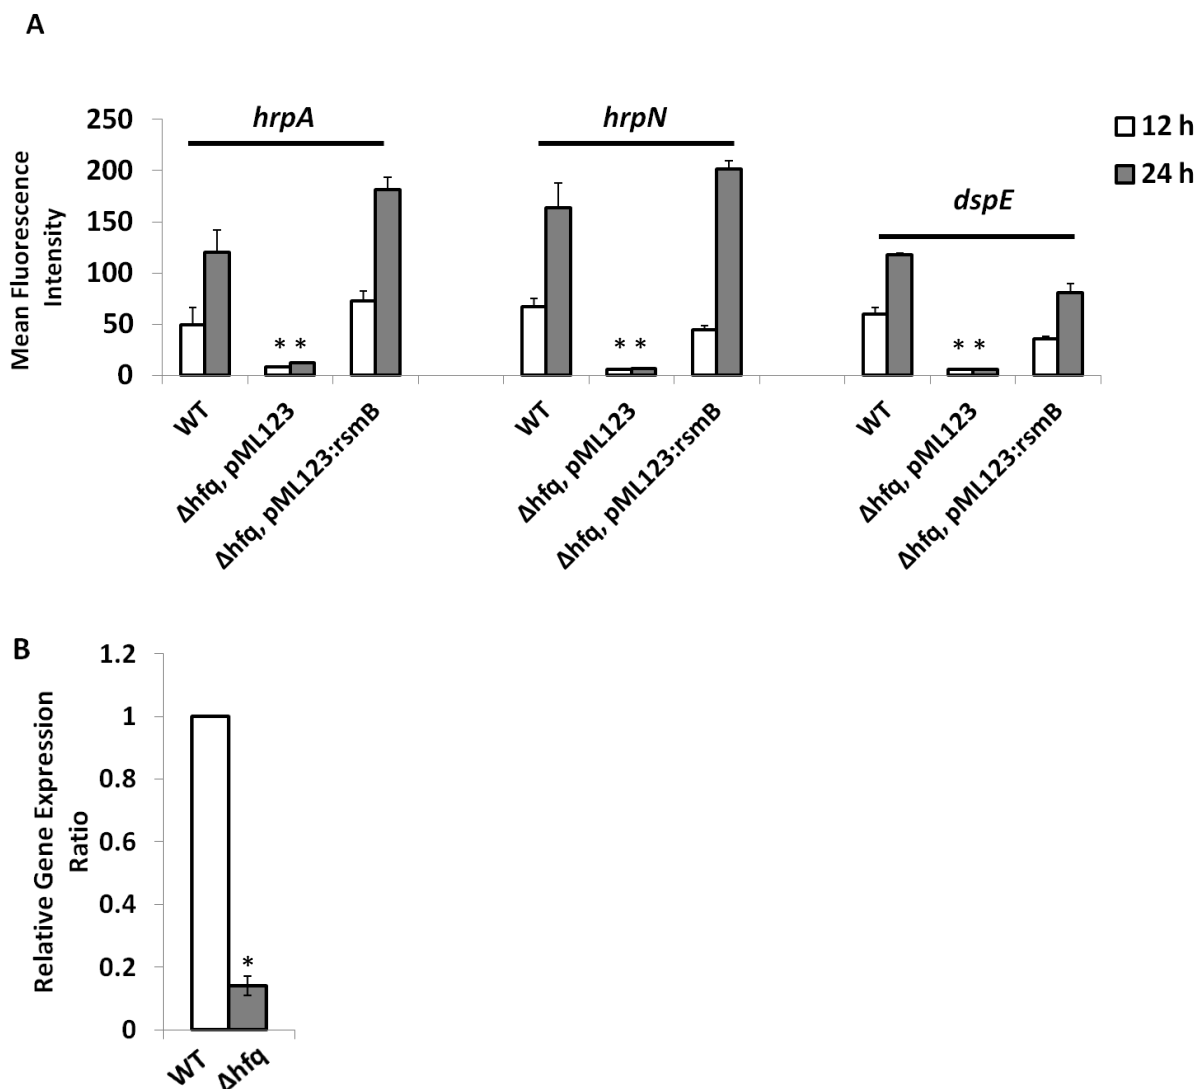 A
hrpA
hrpN
dspE
12 h
24 h
Mean Fluorescence
Intensity
250
200
150
100
50
0
* *
* *
* *
WT
Δhfq, pML123
Δhfq, pML123:rsmB
WT
Δhfq, pML123
Δhfq, pML123:rsmB
WT
Δhfq, pML123
Δhfq, pML123:rsmB
B
Relative Gene Expression
Ratio
1.2
1
0.8
0.6
0.4
0.2
0
*
WT
Δhfq